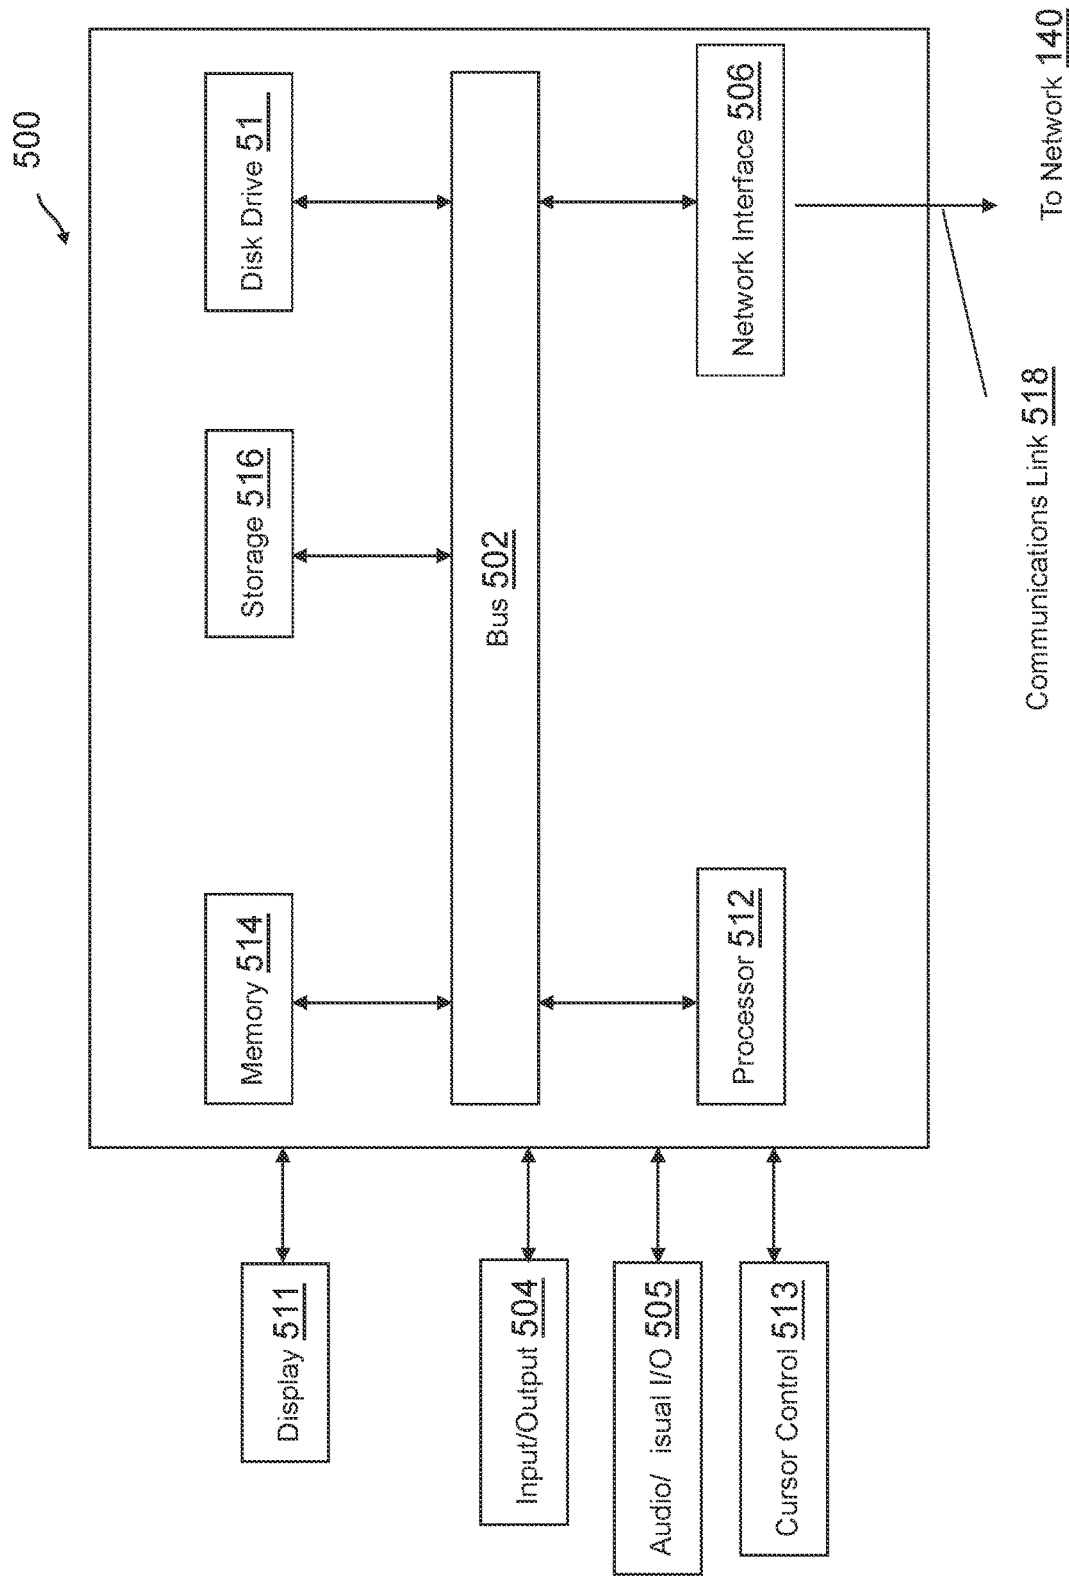 500
Display 511
Memory 514
Storage 516
Disk Drive 51
Input/Output 504
Bus 502
Audio/ isual I/O 505
Cursor Control 513
Processor 512
Network Interface 506
Communications Link 518
To Network 140